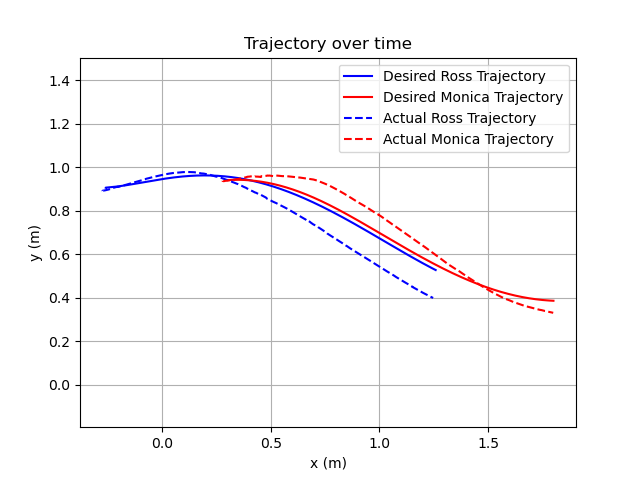 Trajectory over time
Desired Ross Trajectory
Desired Monica Trajectory
Actual Ross Trajectory
Actual Monica Trajectory
1.4
1.2
1.0
0.8
0.6
0.4
0.2
0.0
y (m)
0.0 0.5 1.0 1.5
x (m)